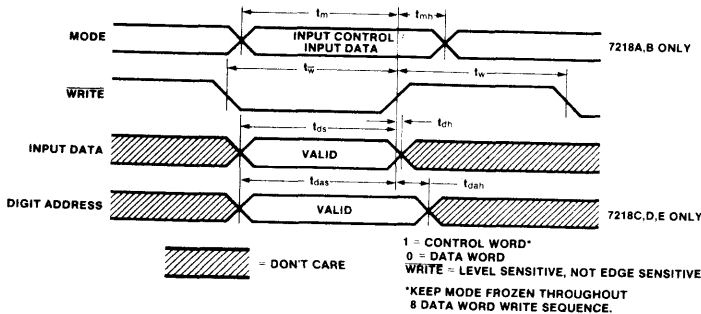 tm
tmh
MODE
INPUT CONTROL
INPUT DATA
7218A,B ONLY
tw
tw
WRITE
tds
tdh
INPUT DATA
VALID
tdas
tdah
DIGIT ADDRESS
VALID
7218C,D,E ONLY
= DON'T CARE
1 = CONTROL WORD*
0 = DATA WORD
WRITE = LEVEL SENSITIVE, NOT EDGE SENSITIVE
*KEEP MODE FROZEN THROUGHOUT
8 DATA WORD WRITE SEQUENCE.